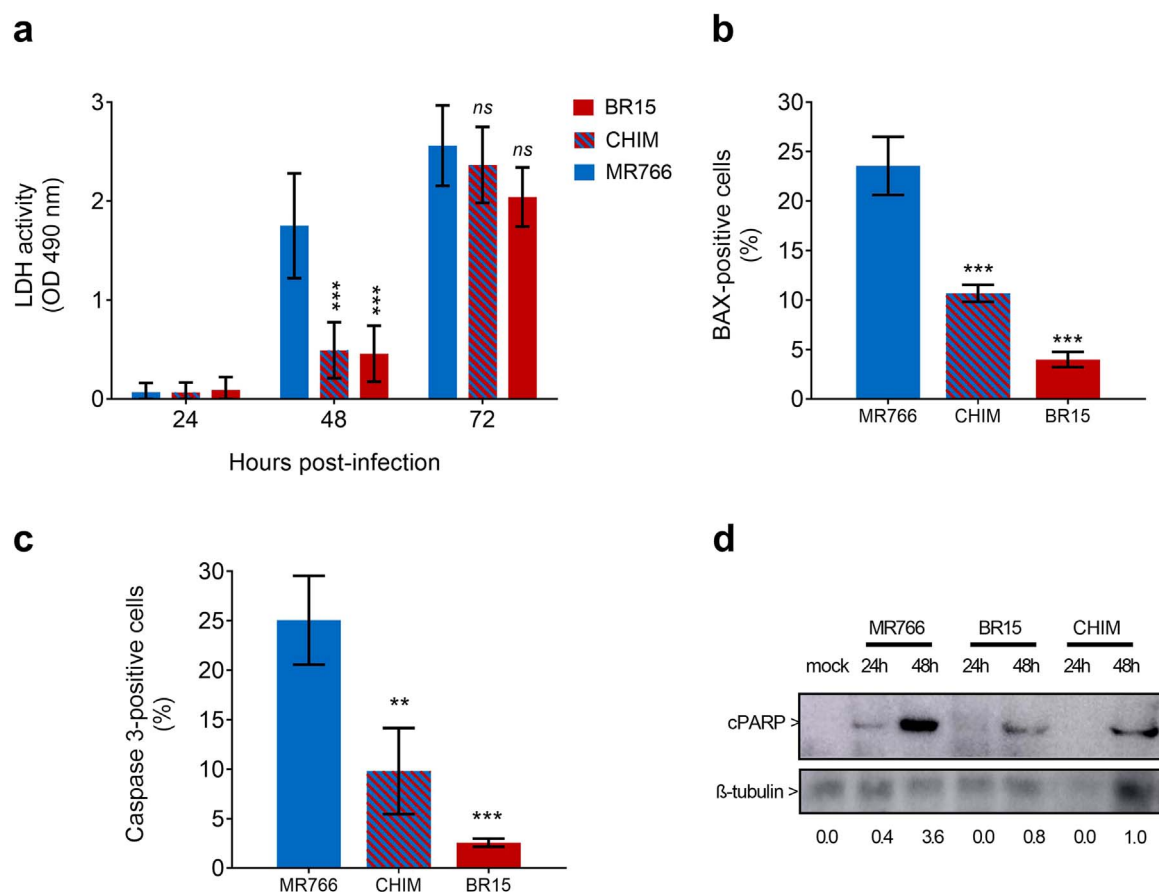 a
3
2
1
0
LDH activity
(OD 490 nm)
***
***
ns
ns
24
48
72
Hours post-infection
BR15
CHIM
MR766
b
30
25
20
15
10
5
0
BAX-positive cells
(%)
***
***
MR766
CHIM
BR15
c
30
25
20
15
10
5
0
Caspase 3-positive cells
(%)
**
***
MR766
CHIM
BR15
d
MR766 BR15 CHIM
mock 24h 48h 24h 48h 24h 48h
cPARP >
ß-tubulin >
0.0 0.4 3.6 0.0 0.8 0.0 1.0